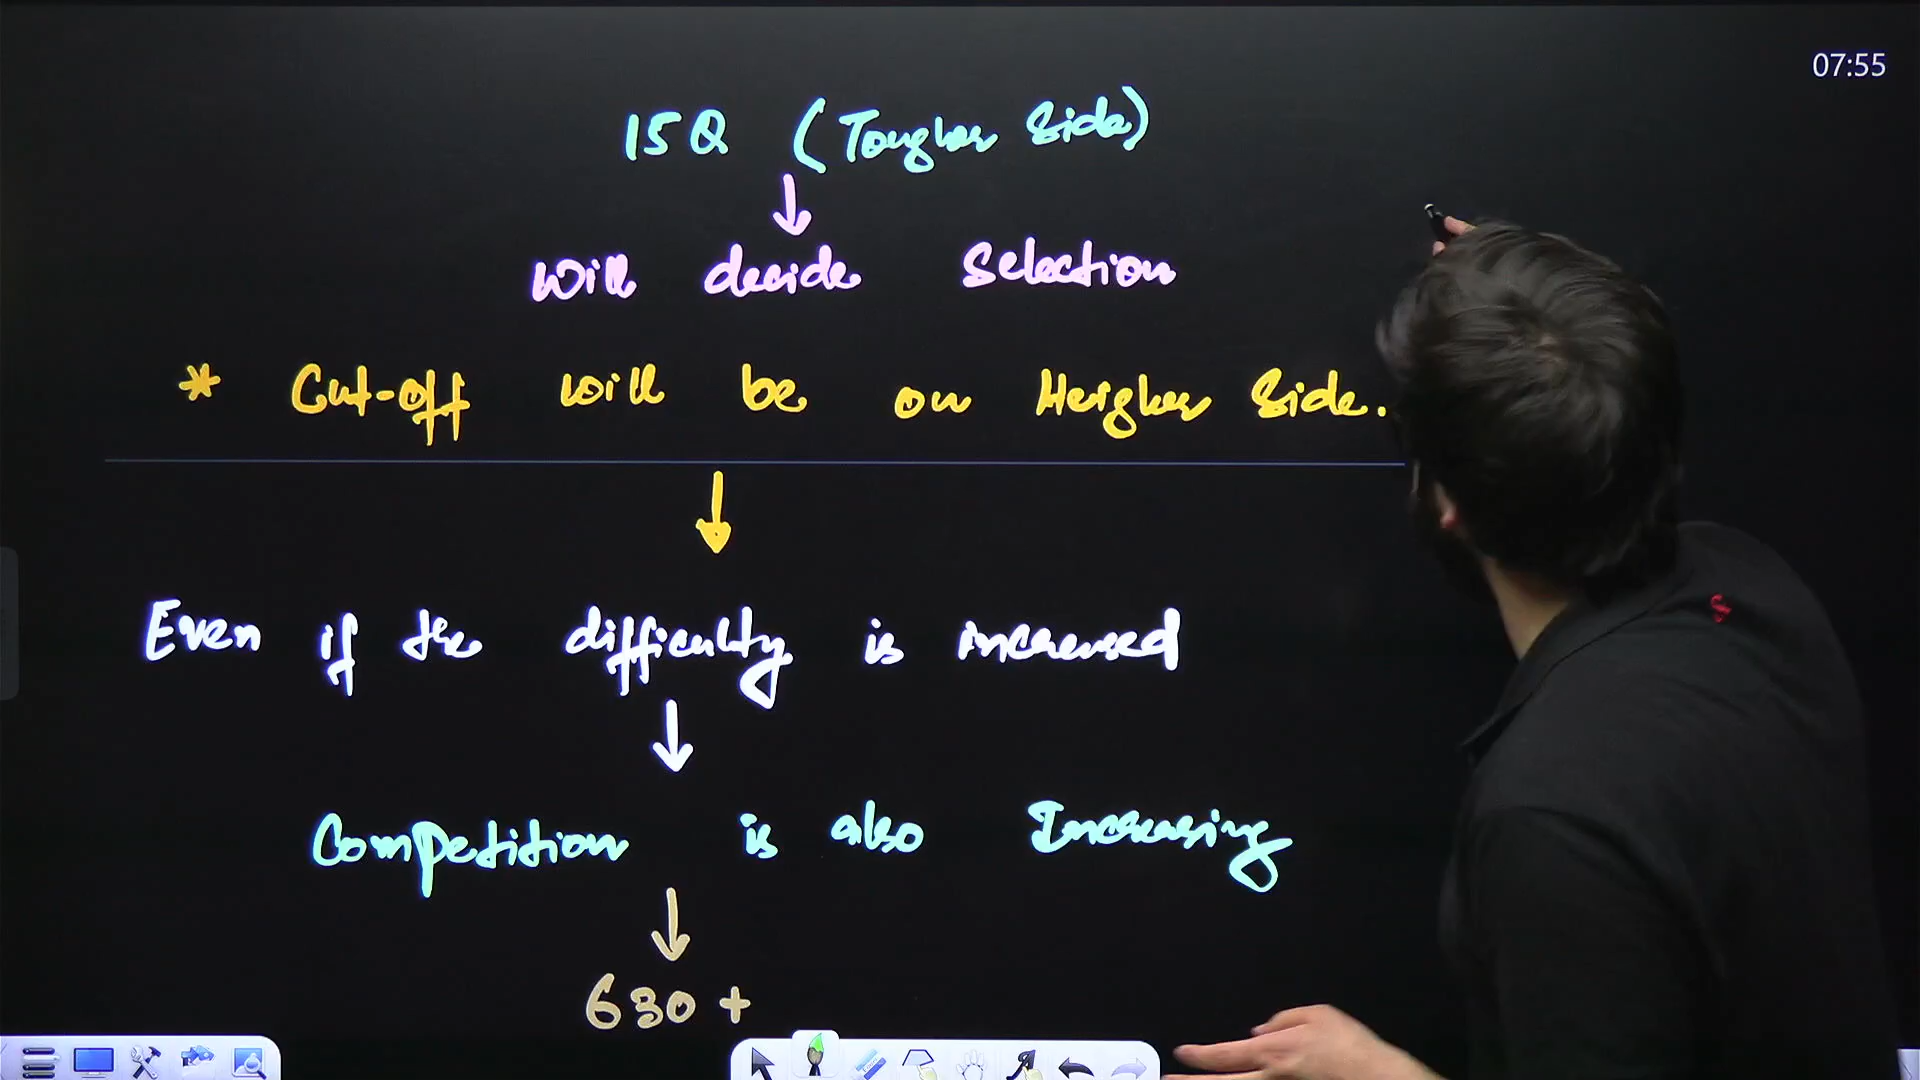 07:55
15Q (Tougher Side)
Will decide Selection
* Cut-off will be on Heigher Side.
Even if the difficulty is increased
Competition is also Increasing
630 +